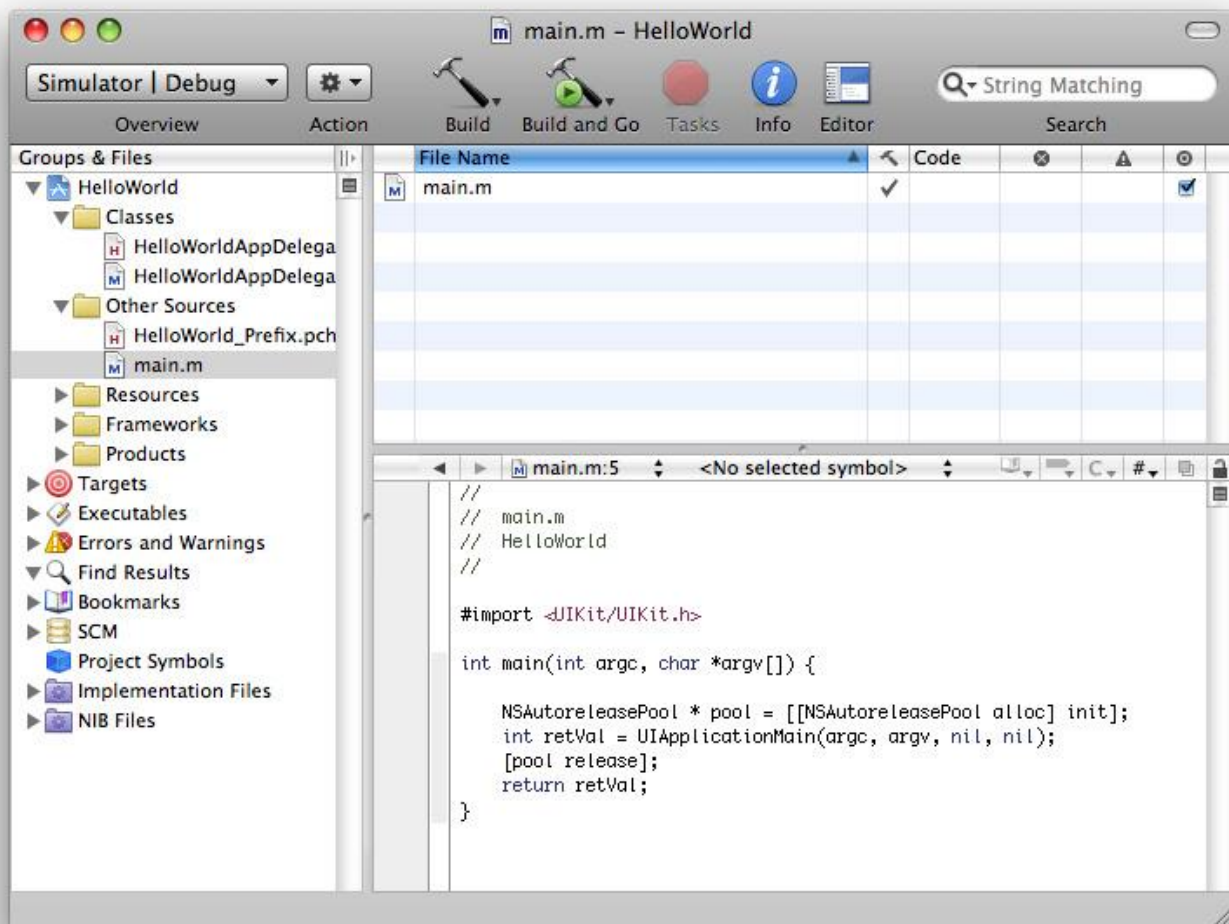 main.m – HelloWorld
Simulator | Debug
String Matching
Overview Action Build Build and Go Tasks Info Editor Search
Groups & Files
HelloWorld
Classes
HelloWorldAppDelega
HelloWorldAppDelega
Other Sources
HelloWorld_Prefix.pch
main.m
Resources
Frameworks
Products
Targets
Executables
Errors and Warnings
Find Results
Bookmarks
SCM
Project Symbols
Implementation Files
NIB Files
File Name Code
main.m
main.m:5 <No selected symbol> C #
//
// main.m
// HelloWorld
//
#import <UIKit/UIKit.h>
int main(int argc, char *argv[]) {
NSAutoreleasePool * pool = [[NSAutoreleasePool alloc] init];
int retVal = UIApplicationMain(argc, argv, nil, nil);
[pool release];
return retVal;
}